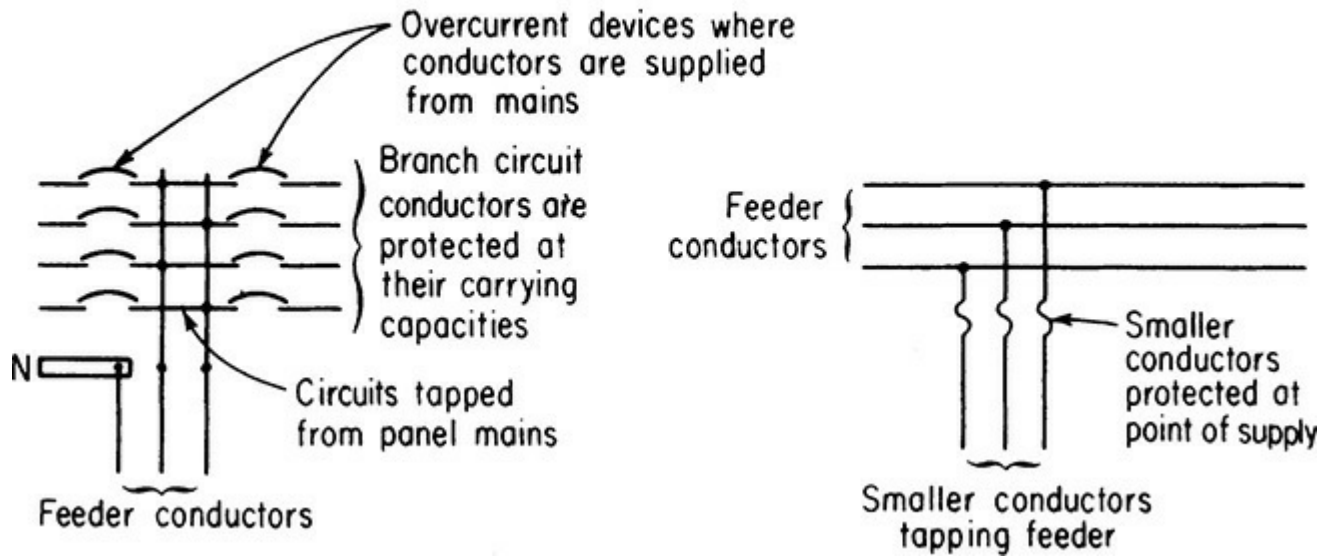 Overcurrent devices where
conductors are supplied
from mains
Branch circuit
conductors are
protected at
their carrying
capacities
N
Circuits tapped
from panel mains
Feeder conductors
Feeder
conductors
Smaller
conductors
protected at
point of supply
Smaller conductors
tapping feeder